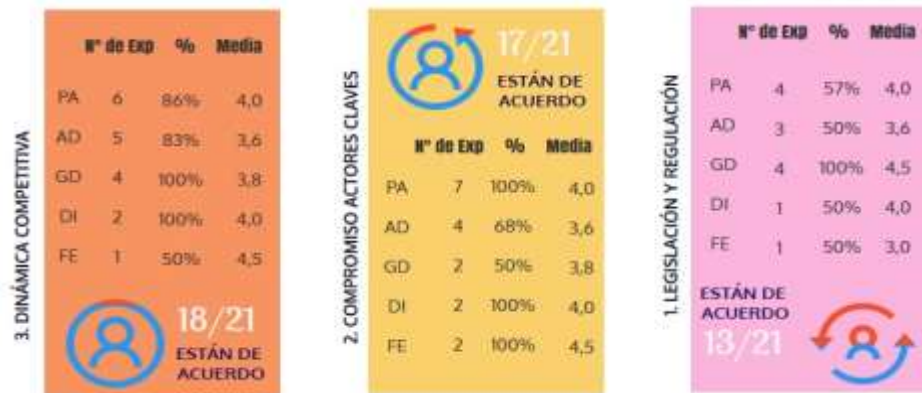 3. DINÁMICA COMPETITIVA
N° de Exp % Media
PA 6 86% 4,0
AD 5 83% 3,6
GD 4 100% 3,8
DI 2 100% 4,0
FE 1 50% 4,5
18/21
ESTÁN DE
ACUERDO
2. COMPROMISO ACTORES CLAVES
17/21
ESTÁN DE
ACUERDO
N° de Exp % Media
PA 7 100% 4,0
AD 4 68% 3,6
GD 2 50% 3,8
DI 2 100% 4,0
FE 2 100% 4,5
1. LEGISLACIÓN Y REGULACIÓN
N° de Exp % Media
PA 4 57% 4,0
AD 3 50% 3,6
GD 4 100% 4,5
DI 1 50% 4,0
FE 1 50% 3,0
ESTÁN DE
ACUERDO
13/21